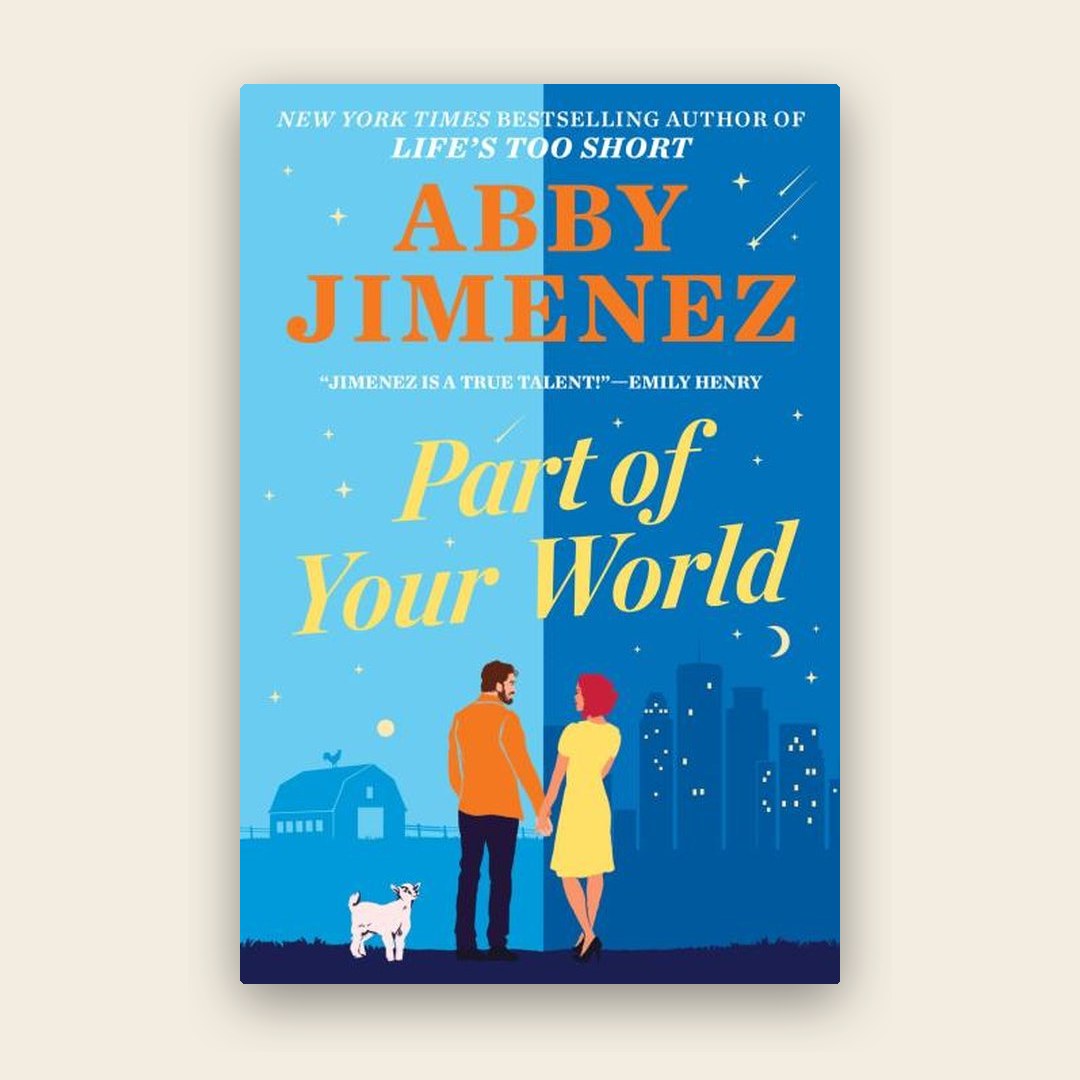 NEW YORK TIMES BESTSELLING AUTHOR OF
LIFE'S TOO SHORT
ABBY
JIMENEZ
“JIMENEZ IS A TRUE TALENT!”—EMILY HENRY
Part of
Your World